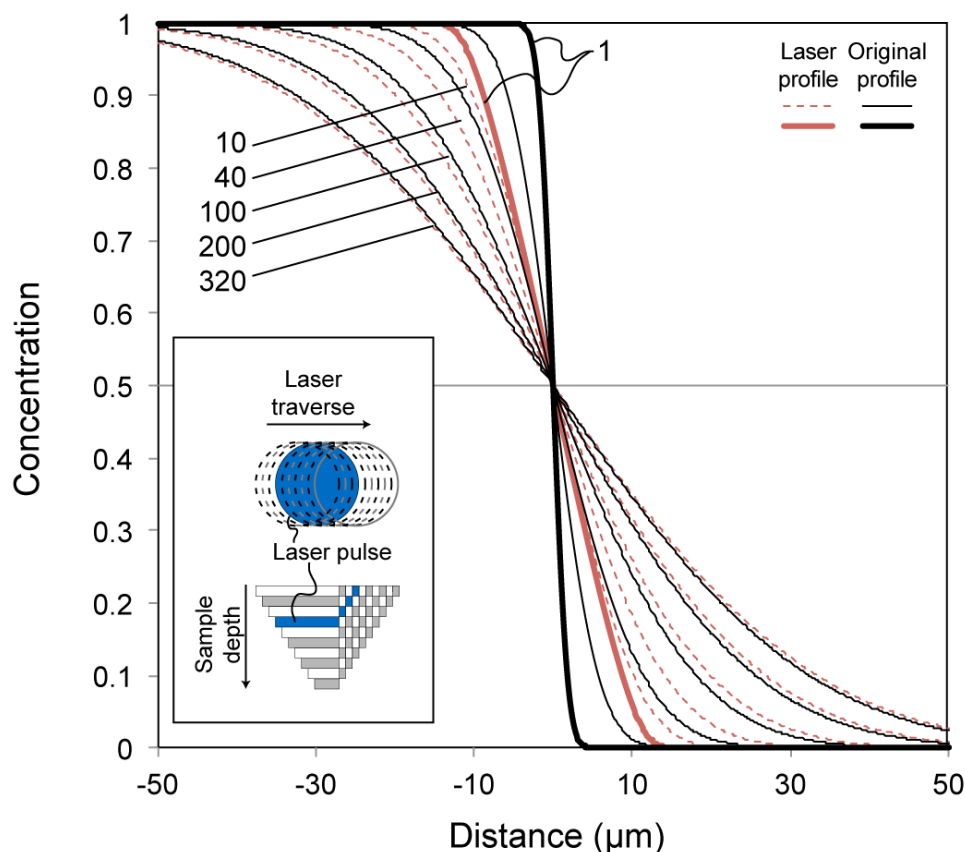 1
0.9
0.8
0.7
0.6
0.5
0.4
0.3
0.2
0.1
0
Concentration
-50
-30
-10
10
30
50
Distance (µm)
1
10
40
100
200
320
Laser profile
Original profile
Laser
traverse
Laser pulse
Sample
depth